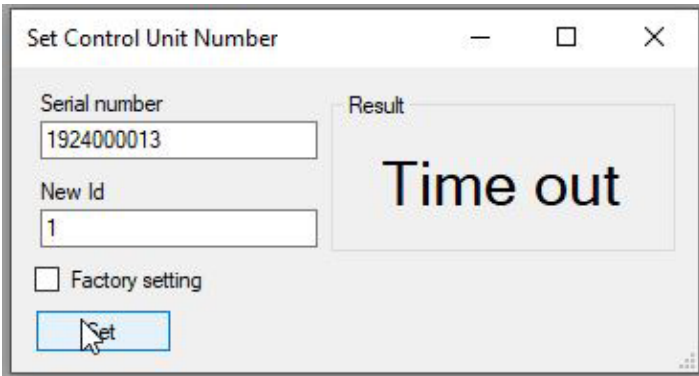 Set Control Unit Number
Serial number
1924000013
New Id
1
Factory setting
Set
Result
Time out